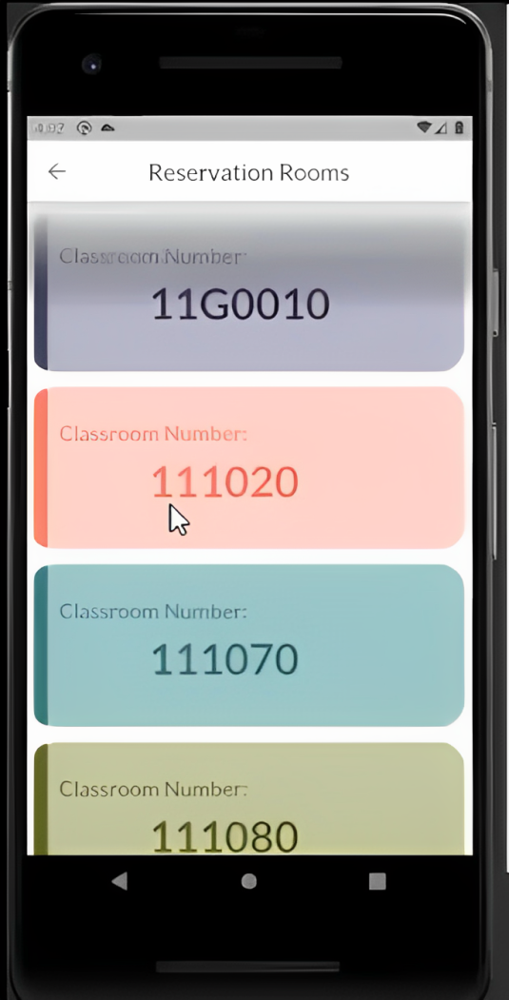 Reservation Rooms
Classroom Number:
11G0010
Classroom Number:
111020
Classroom Number:
111070
Classroom Number:
111080